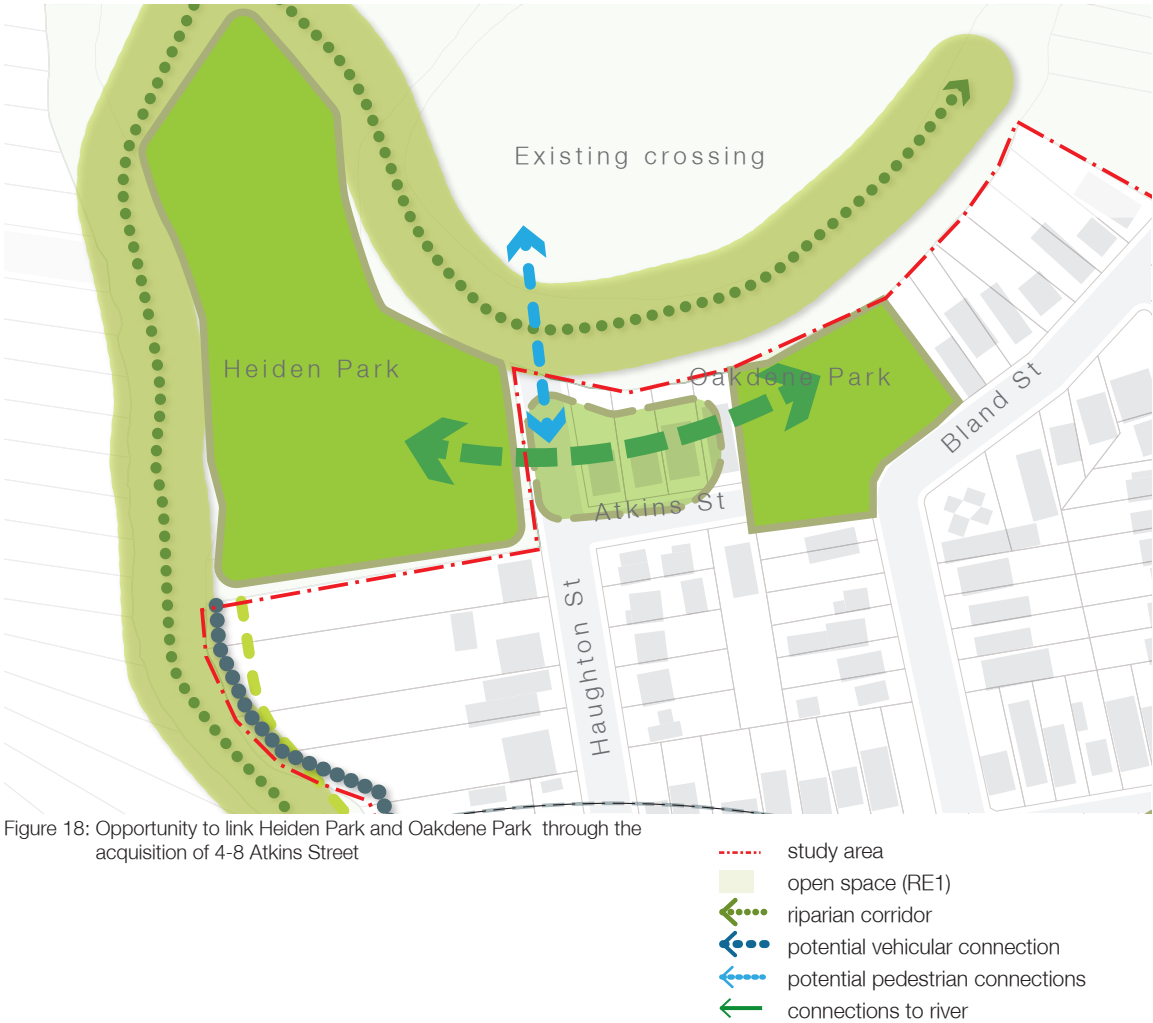 Existing crossing
Heiden Park
Oakdene Park
Bland St
Atkins St
Haughton St
Figure 18: Opportunity to link Heiden Park and Oakdene Park through the
acquisition of 4-8 Atkins Street
study area
open space (RE1)
riparian corridor
potential vehicular connection
potential pedestrian connections
connections to river